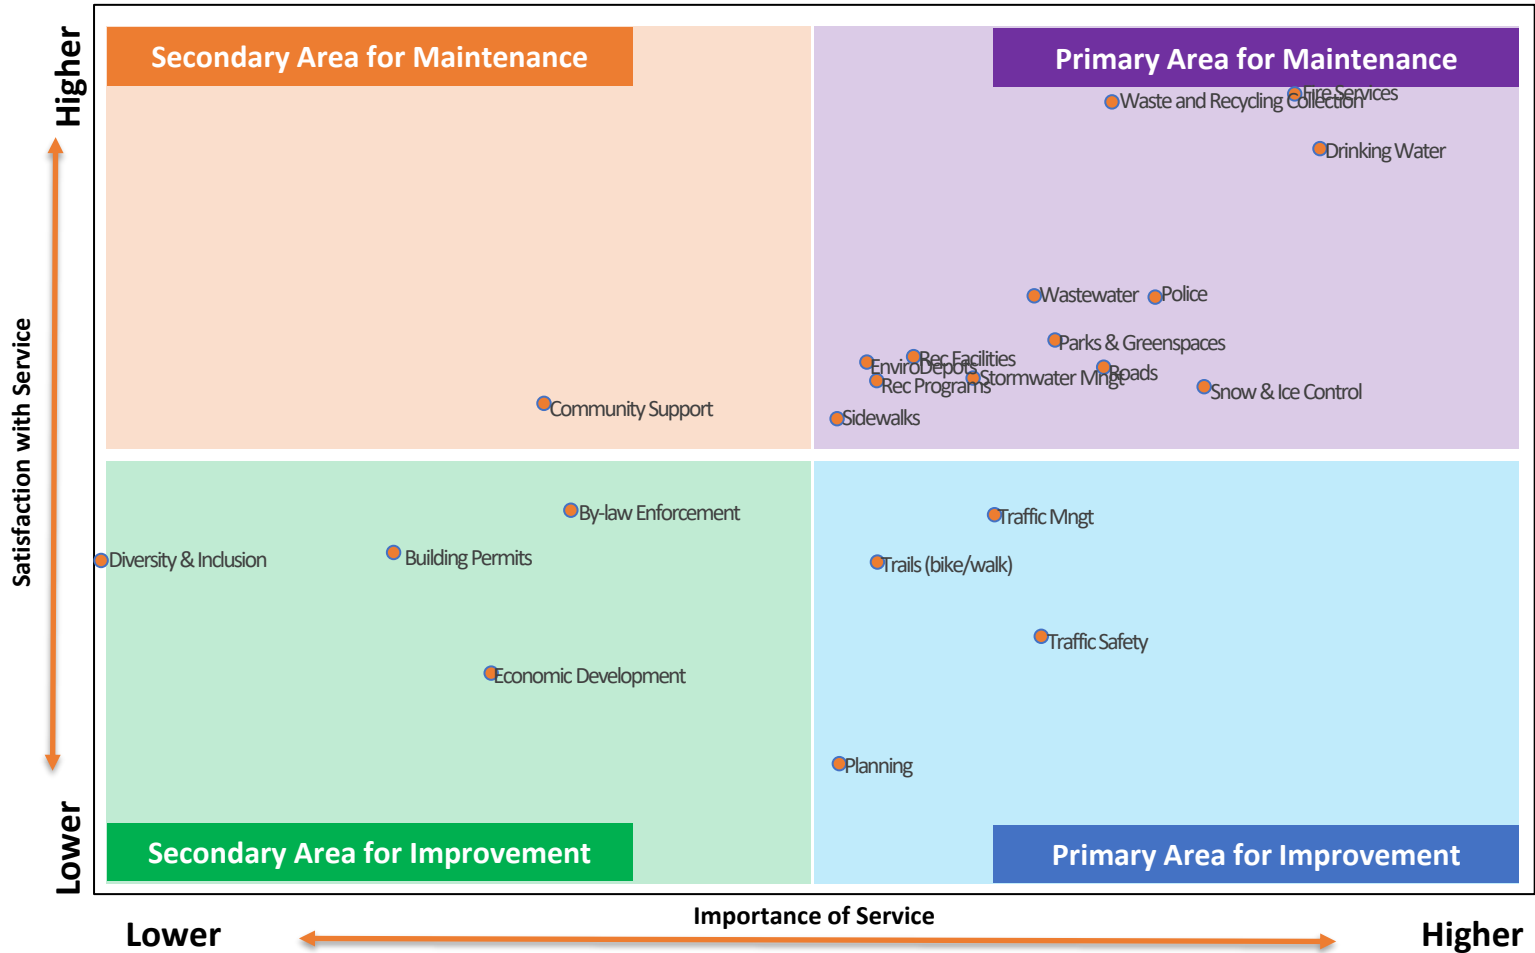 Higher
Satisfaction with Service
Lower
Secondary Area for Maintenance
Primary Area for Maintenance
Fire Services
Waste and Recycling Collection
Drinking Water
Wastewater
Police
Parks & Greenspaces
Rec Facilities
EnviroDepots
Roads
Stormwater Mngt
Rec Programs
Snow & Ice Control
Community Support
Sidewalks
By-law Enforcement
Traffic Mngt
Diversity & Inclusion
Building Permits
Trails (bike/walk)
Traffic Safety
Economic Development
Planning
Secondary Area for Improvement
Primary Area for Improvement
Importance of Service
Lower
Higher